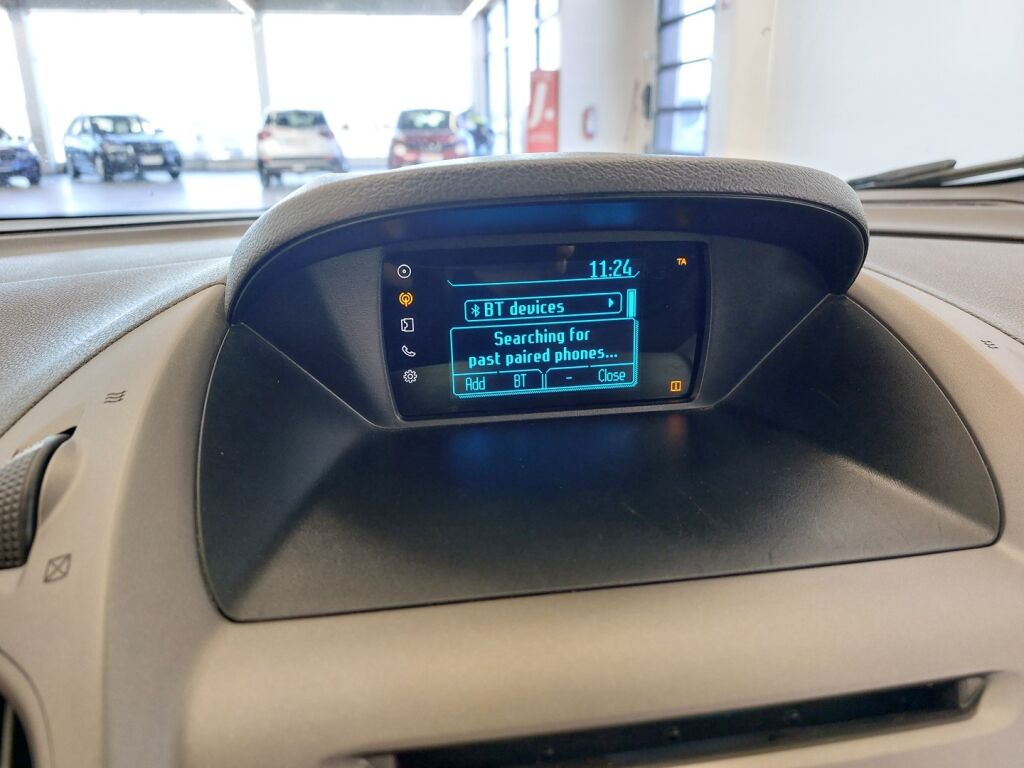 11:24
TA
BT devices
Searching for
past paired phones...
Add BT - Close
i
J.